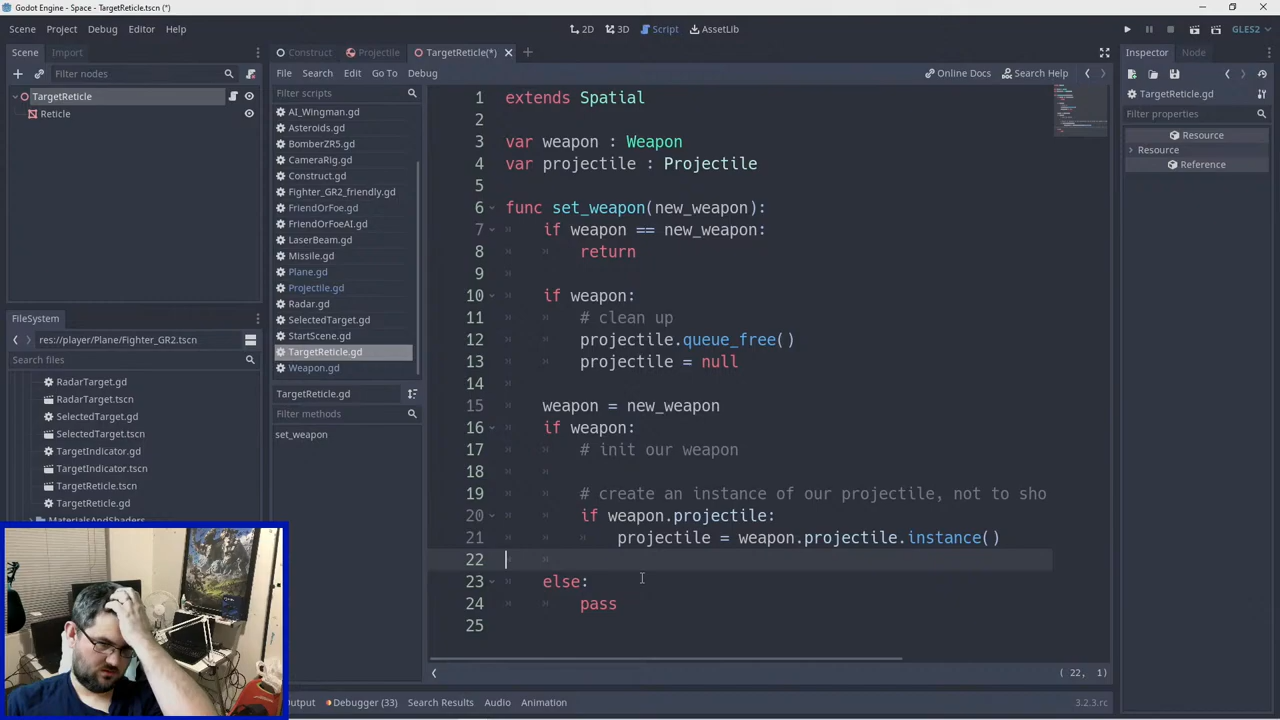 Godot Engine - Space - TargetReticle.tscn (*)
Scene Project Debug Editor Help
2D 3D Script AssetLib
GLES2
Scene Import
Filter nodes
TargetReticle
Reticle
FileSystem
res://player/Plane/Fighter_GR2.tscn
Search files
RadarTarget.gd
RadarTarget.tscn
SelectedTarget.gd
SelectedTarget.tscn
TargetIndicator.gd
TargetIndicator.tscn
TargetReticle.tscn
TargetReticle.gd
MaterialsAndShaders
Construct Projectile TargetReticle(*)
File Search Edit Go To Debug
Online Docs Search Help
Filter scripts
AI_Wingman.gd
Asteroids.gd
BomberZR5.gd
CameraRig.gd
Construct.gd
Fighter_GR2_friendly.gd
FriendOrFoe.gd
FriendOrFoeAI.gd
LaserBeam.gd
Missile.gd
Plane.gd
Projectile.gd
Radar.gd
SelectedTarget.gd
StartScene.gd
TargetReticle.gd
Weapon.gd
TargetReticle.gd
Filter methods
set_weapon
1 extends Spatial
2
3 var weapon : Weapon
4 var projectile : Projectile
5
6 func set_weapon(new_weapon):
7 if weapon == new_weapon:
8 return
9
10 if weapon:
11 # clean up
12 projectile.queue_free()
13 projectile = null
14
15 weapon = new_weapon
16 if weapon:
17 # init our weapon
18
19 # create an instance of our projectile, not to sho
20 if weapon.projectile:
21 projectile = weapon.projectile.instance()
22
23 else:
24 pass
25
( 22, 1)
Output Debugger (33) Search Results Audio Animation
3.2.3.rc
Inspector Node
TargetReticle.gd
Filter properties
Resource
Resource
Reference